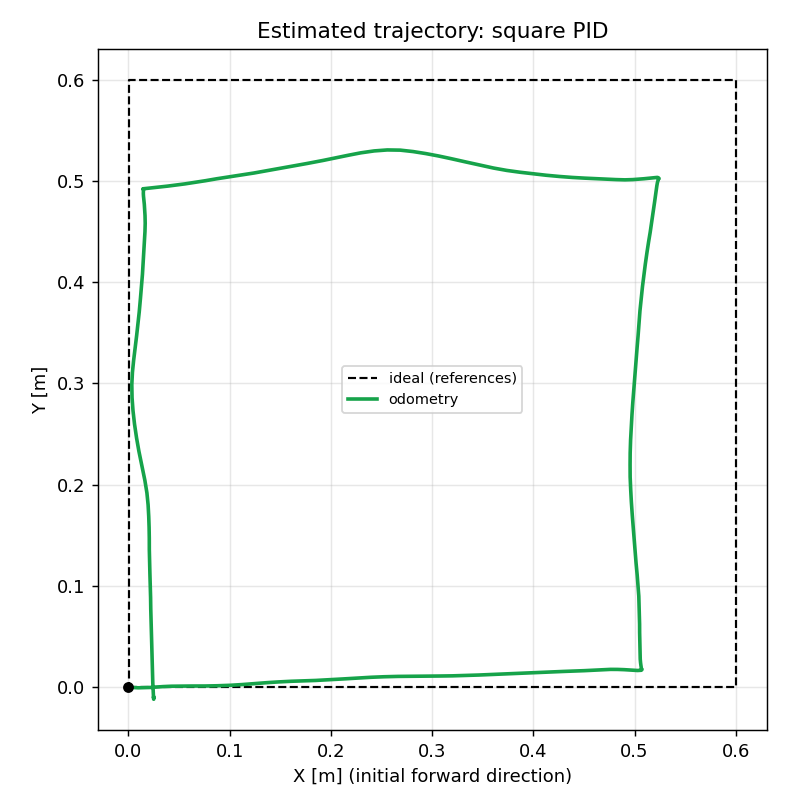 Estimated trajectory: square PID
0.6
0.5
0.4
0.3
0.2
0.1
0.0
Y [m]
ideal (references)
odometry
0.0 0.1 0.2 0.3 0.4 0.5 0.6
X [m] (initial forward direction)